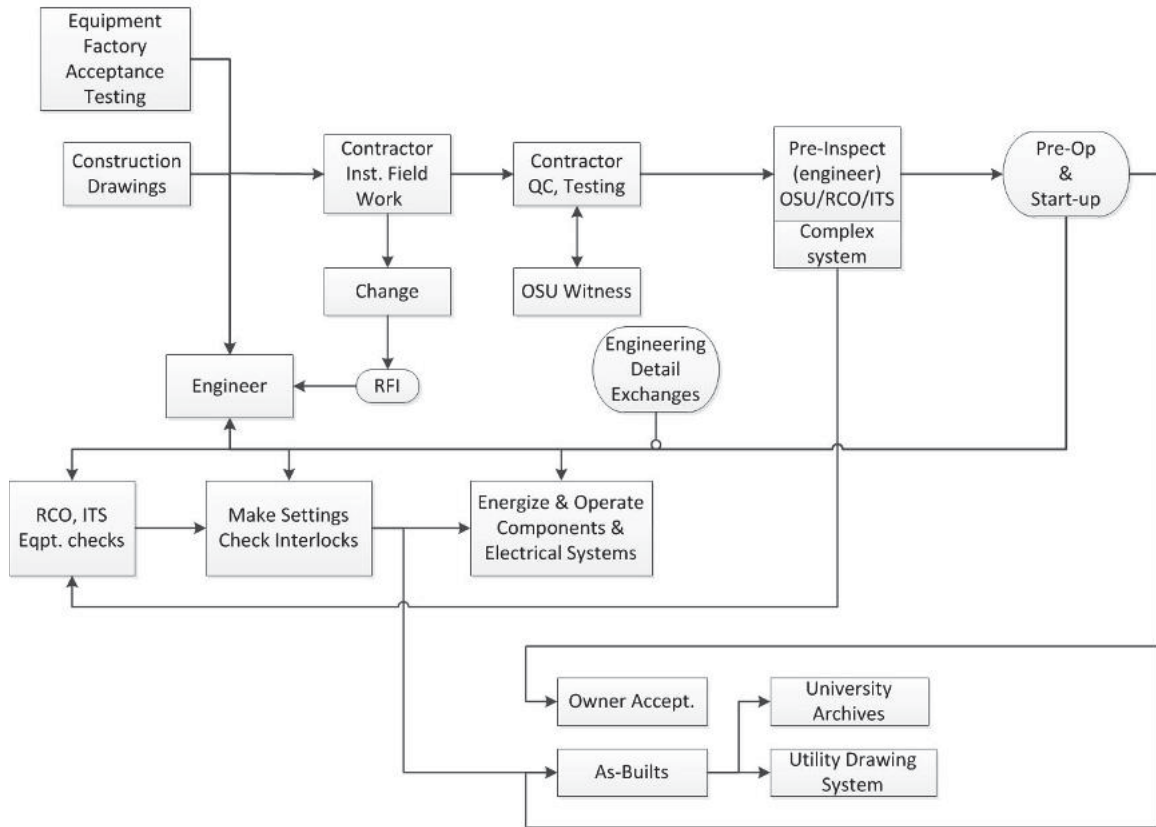 Equipment
Factory
Acceptance
Testing
Construction
Drawings
Contractor
Inst. Field
Work
Contractor
QC, Testing
Pre-Inspect
(engineer)
OSU/RCO/ITS
Complex
system
Pre-Op
&
Start-up
Change
OSU Witness
RFI
Engineer
Engineering
Detail
Exchanges
RCO, ITS
Eqpt. checks
Make Settings
Check Interlocks
Energize & Operate
Components &
Electrical Systems
Owner Accept.
University
Archives
As-Builts
Utility Drawing
System